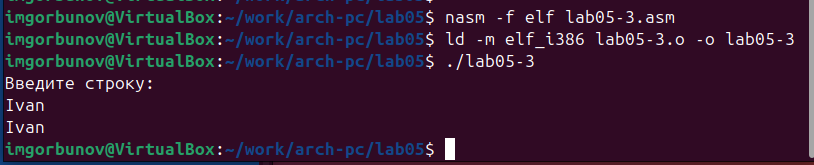 imgorbunov@VirtualBox:~/work/arch-pc/lab05$ nasm -f elf lab05-3.asm
imgorbunov@VirtualBox:~/work/arch-pc/lab05$ ld -m elf_i386 lab05-3.o -o lab05-3
imgorbunov@VirtualBox:~/work/arch-pc/lab05$ ./lab05-3
Введите строку:
Ivan
Ivan
imgorbunov@VirtualBox:~/work/arch-pc/lab05$